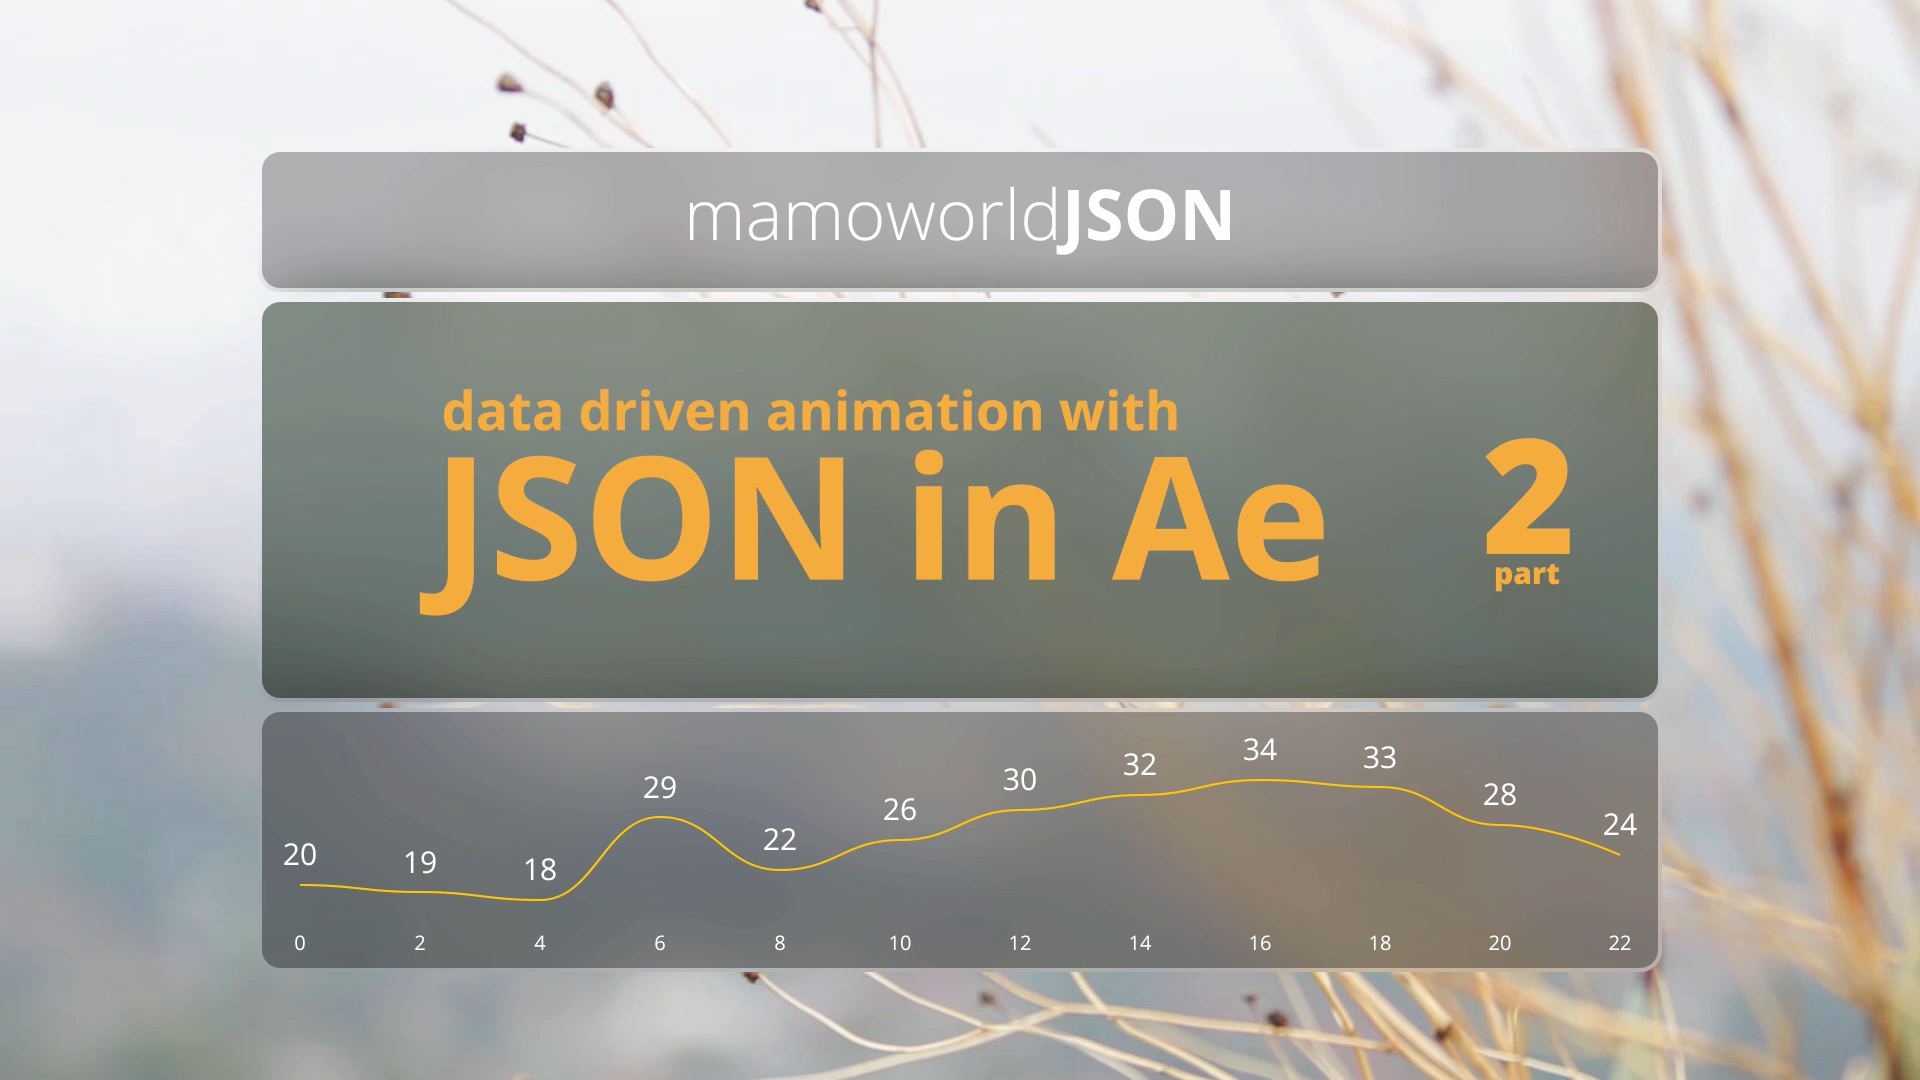 mamoworldJSON
data driven animation with
JSON in Ae
2
part
20 19 18 29 22 26 30 32 34 33 28 24
0 2 4 6 8 10 12 14 16 18 20 22